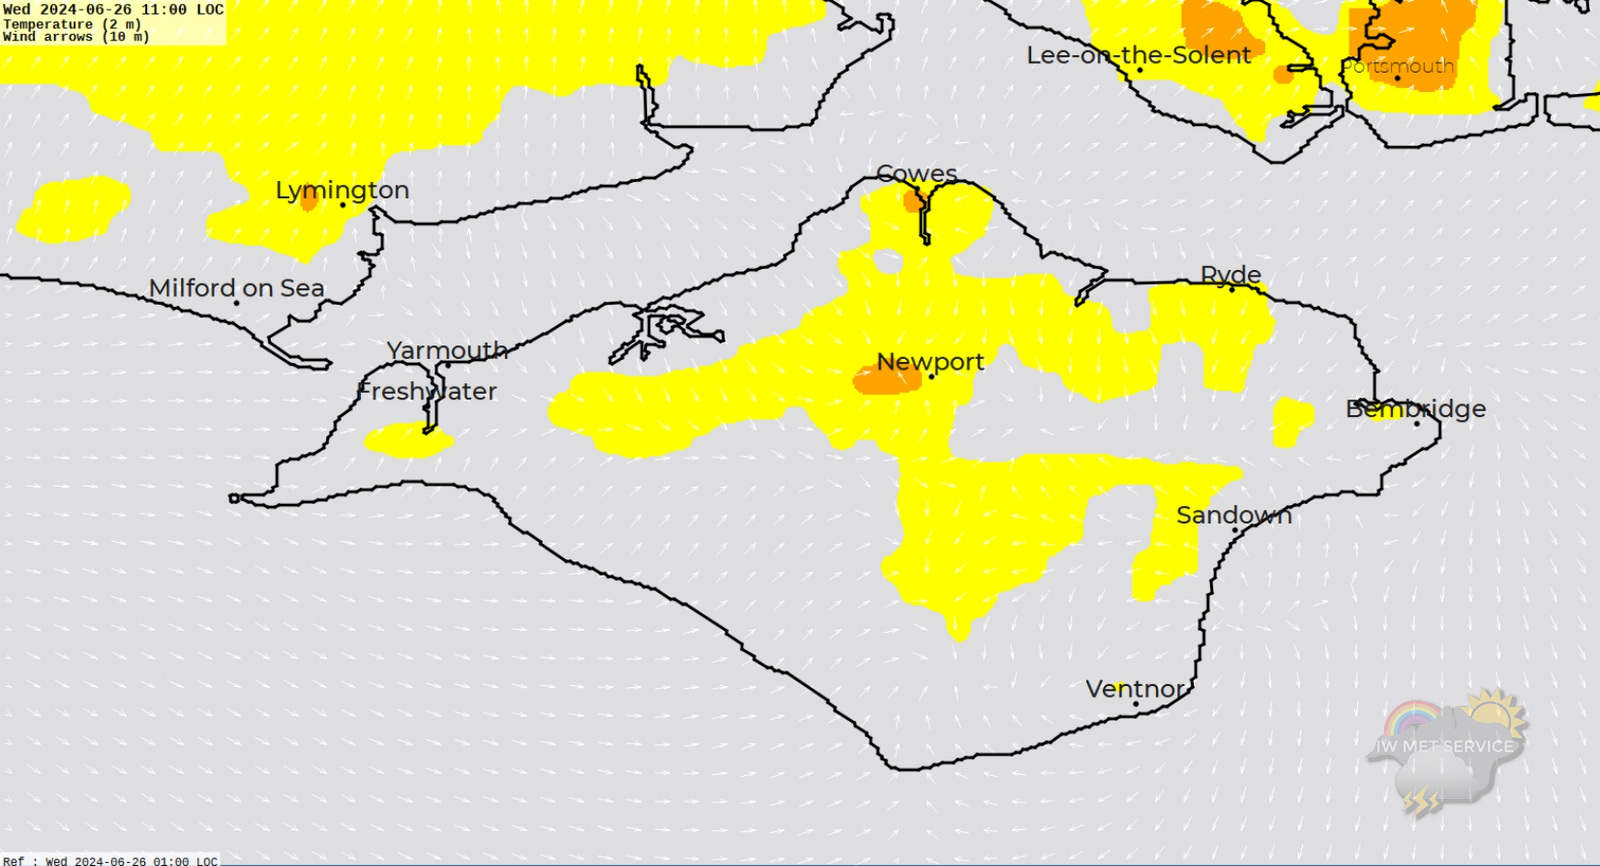 Wed 2024-06-26 11:00 LOC
Temperature (2 m)
Wind arrows (10 m)
Lee-on-the-Solent
Portsmouth
Cowes
Lymington
Ryde
Milford on Sea
Yarmouth
Newport
Freshwater
Bembridge
Sandown
Ventnor
IW MET SERVICE
Ref : Wed 2024-06-26 01:00 LOC